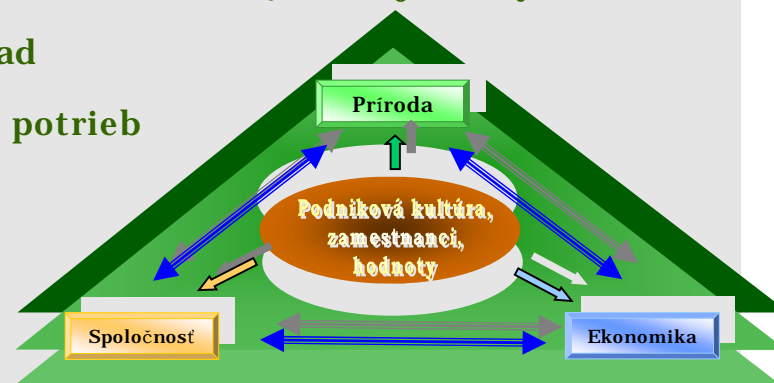 ad
potrieb
Príroda
Podniková kultúra,
zamestnanci,
hodnoty
Spoločnosť
Ekonomika